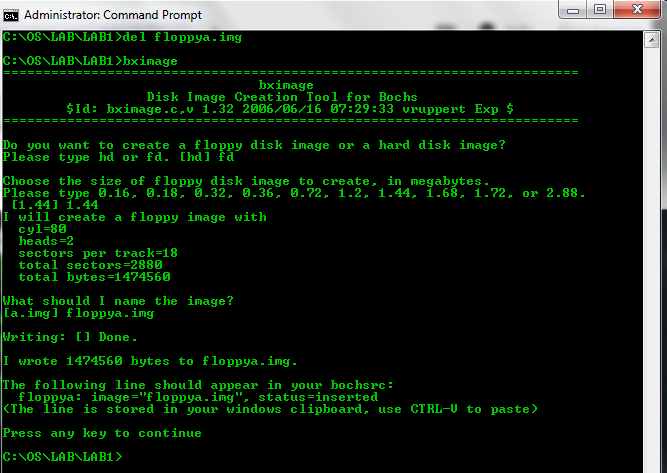 Administrator: Command Prompt
C:\OS\LAB\LAB1>del floppya.img
C:\OS\LAB\LAB1>bximage
========================================================================
bximage
Disk Image Creation Tool for Bochs
$Id: bximage.c,v 1.32 2006/06/16 07:29:33 vruppert Exp $
========================================================================
Do you want to create a floppy disk image or a hard disk image?
Please type hd or fd. [hd] fd
Choose the size of floppy disk image to create, in megabytes.
Please type 0.16, 0.18, 0.32, 0.36, 0.72, 1.2, 1.44, 1.68, 1.72, or 2.88.
[1.44] 1.44
I will create a floppy image with
cyl=80
heads=2
sectors per track=18
total sectors=2880
total bytes=1474560
What should I name the image?
[a.img] floppya.img
Writing: [] Done.
I wrote 1474560 bytes to floppya.img.
The following line should appear in your bochsrc:
floppya: image="floppya.img", status=inserted
(The line is stored in your windows clipboard, use CTRL-V to paste)
Press any key to continue
C:\OS\LAB\LAB1>